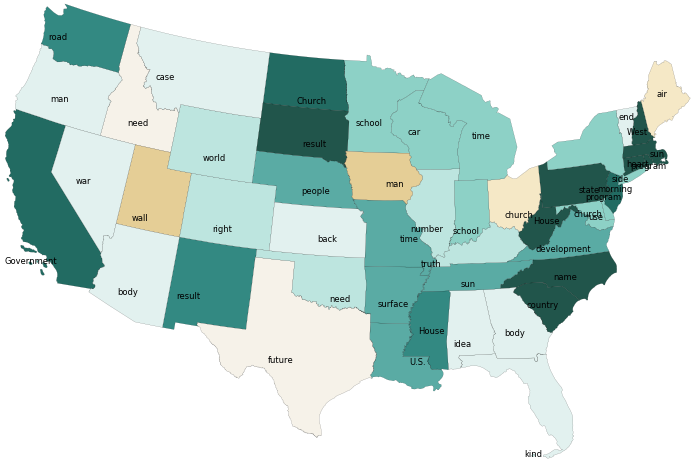 road
air
case
man
Church
end
school
need
car
West
time
result
sun
heart
program
world
side
war
man
people
state
morning
program
wall
church
church
use
House
right
number
school
back
time
development
Government
truth
name
body
result
need
sun
surface
country
House
body
idea
future
U.S.
kind